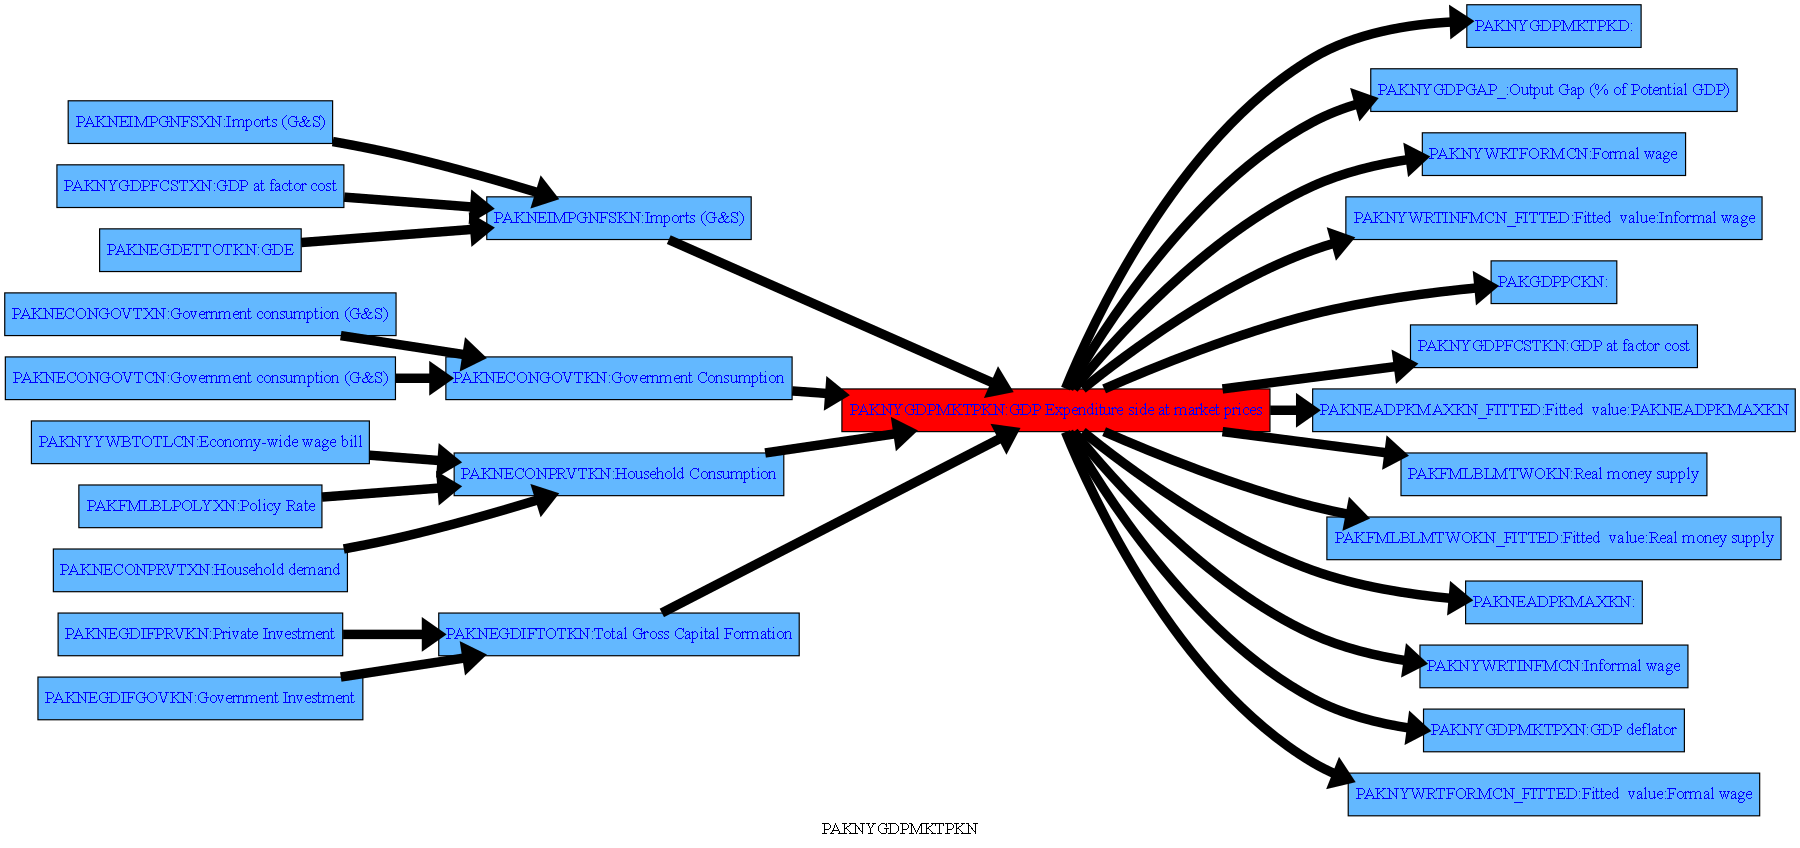 PAKNEIMPGNFSXN:Imports (G&S)
PAKNYGDPFCSTXN:GDP at factor cost
PAKNEGDETTOTKN:GDE
PAKNECONGOVTXN:Government consumption (G&S)
PAKNECONGOVTCN:Government consumption (G&S)
PAKNYYWBTOTLCN:Economy-wide wage bill
PAKFMLBLPOLYXN:Policy Rate
PAKNECONPRVTXN:Household demand
PAKNEGDIFPRVKN:Private Investment
PAKNEGDIFGOVKN:Government Investment
PAKNEIMPGNFSKN:Imports (G&S)
PAKNECONGOVTKN:Government Consumption
PAKNECONPRVTKN:Household Consumption
PAKNEGDIFTOTKN:Total Gross Capital Formation
PAKNYGDPMKTPKN:GDP Expenditure side at market prices
PAKNYGDPMKTPKD:
PAKNYGDPGAP_:Output Gap (% of Potential GDP)
PAKNYWRTFORMCN:Formal wage
PAKNYWRTINFMCN_FITTED:Fitted  value:Informal wage
PAKGDPPCKN:
PAKNYGDPFCSTKN:GDP at factor cost
PAKNEADPKMAXKN_FITTED:Fitted  value:PAKNEADPKMAXKN
PAKFMLBLMTWOKN:Real money supply
PAKFMLBLMTWOKN_FITTED:Fitted  value:Real money supply
PAKNEADPKMAXKN:
PAKNYWRTINFMCN:Informal wage
PAKNYGDPMKTPXN:GDP deflator
PAKNYWRTFORMCN_FITTED:Fitted  value:Formal wage
PAKNYGDPMKTPKN